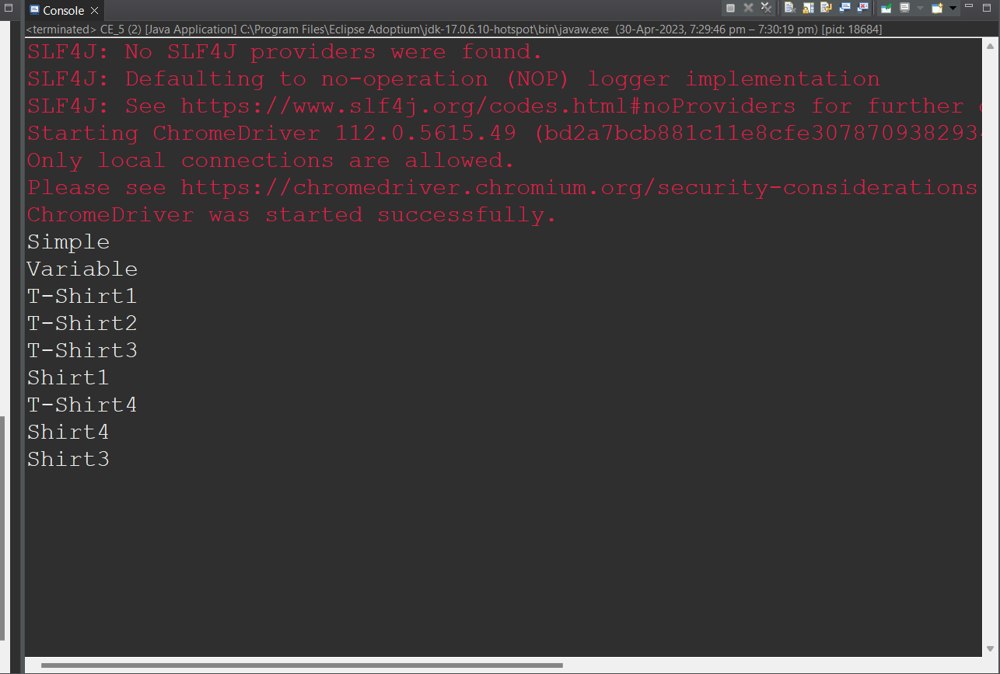 Console
<terminated> CE_5 (2) [Java Application] C:\Program Files\Eclipse Adoptium\jdk-17.0.6.10-hotspot\bin\javaw.exe (30-Apr-2023, 7:29:46 pm – 7:30:19 pm) [pid: 18684]
SLF4J: No SLF4J providers were found.
SLF4J: Defaulting to no-operation (NOP) logger implementation
SLF4J: See https://www.slf4j.org/codes.html#noProviders for further
Starting ChromeDriver 112.0.5615.49 (bd2a7bcb881c11e8cfe3078709382934
Only local connections are allowed.
Please see https://chromedriver.chromium.org/security-considerations
ChromeDriver was started successfully.
Simple
Variable
T-Shirt1
T-Shirt2
T-Shirt3
Shirt1
T-Shirt4
Shirt4
Shirt3